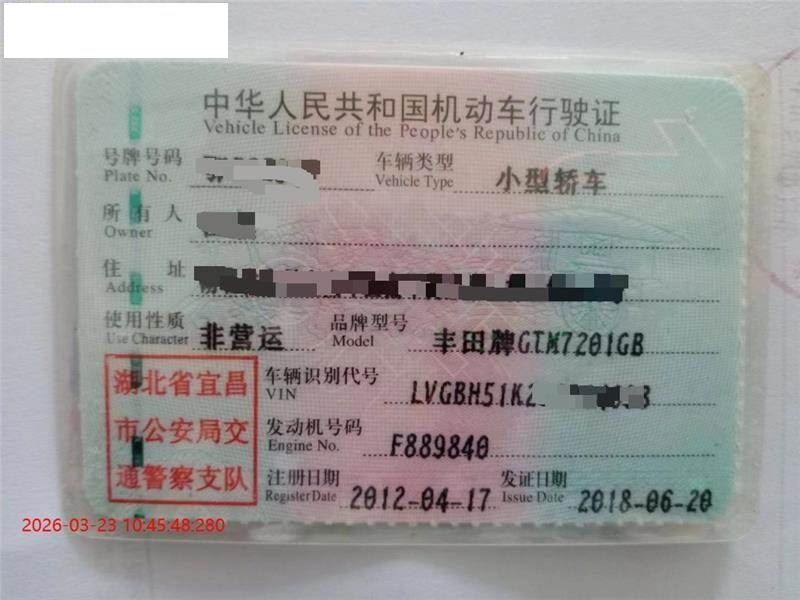 中华人民共和国机动车行驶证
Vehicle License of the People's Republic of China
号牌号码 车辆类型 小型轿车
Plate No. Vehicle Type
所有人
Owner
住址
Address
使用性质 非营运 品牌型号 丰田牌GTM7201GB
Use Character Model
湖北省宜昌
市公安局交
通警察支队
车辆识别代号 LVGBH51K2
VIN
发动机号码 F889840
Engine No.
注册日期 2012-04-17 发证日期 2018-06-20
Register Date Issue Date
2026-03-23 10:45:48:280